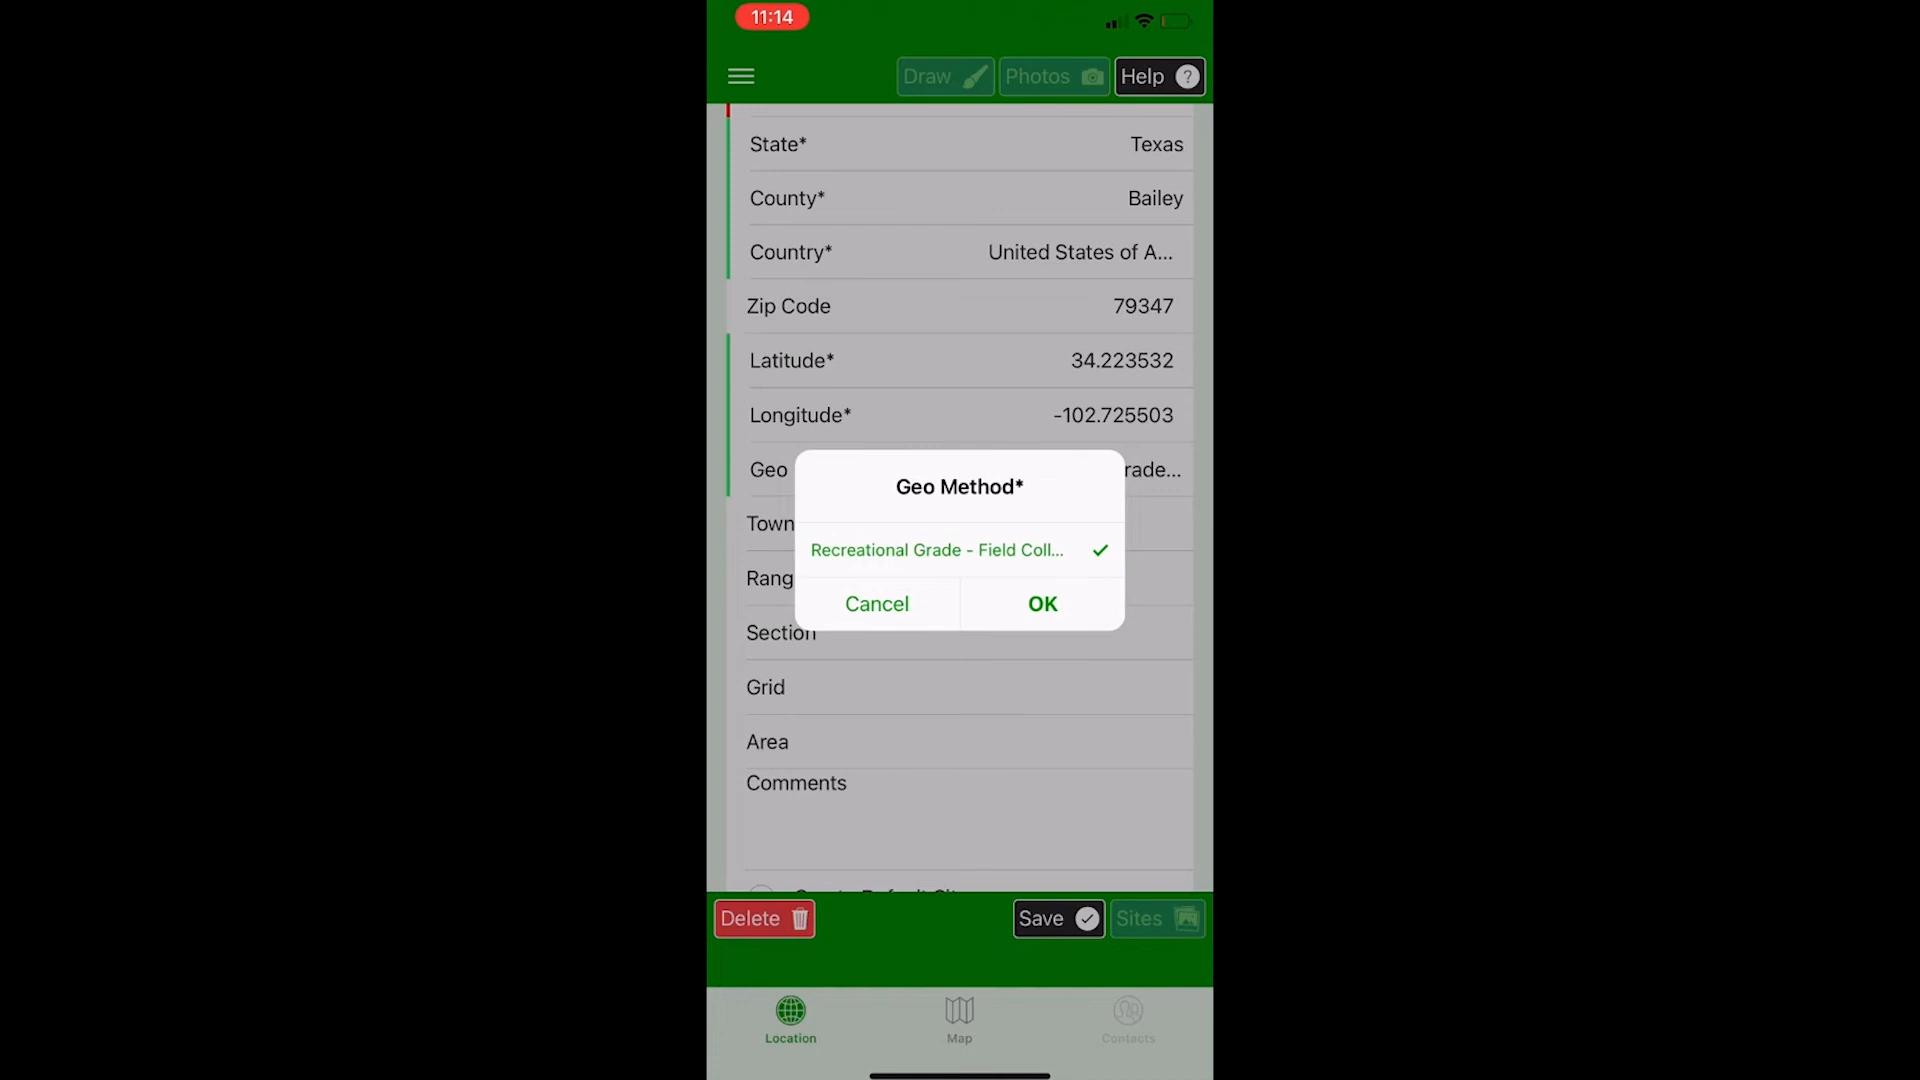 11:14
Draw Photos Help ?
State* Texas
County* Bailey
Country* United States of A...
Zip Code 79347
Latitude* 34.223532
Longitude* -102.725503
Geo rade...
Geo Method*
Town
Recreational Grade - Field Coll...
Rang
Cancel OK
Section
Grid
Area
Comments
Delete Save Sites
Location Map Contacts